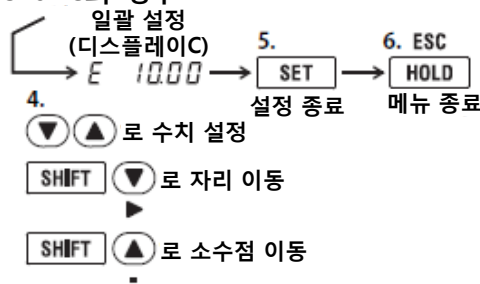 일괄 설정
(디스플레이C)
E 10.00
5.
SET
설정 종료
6. ESC
HOLD
메뉴 종료
4.
▼ ▲ 로 수치 설정
SHIFT ▼ 로 자리 이동
▶
SHIFT ▲ 로 소수점 이동